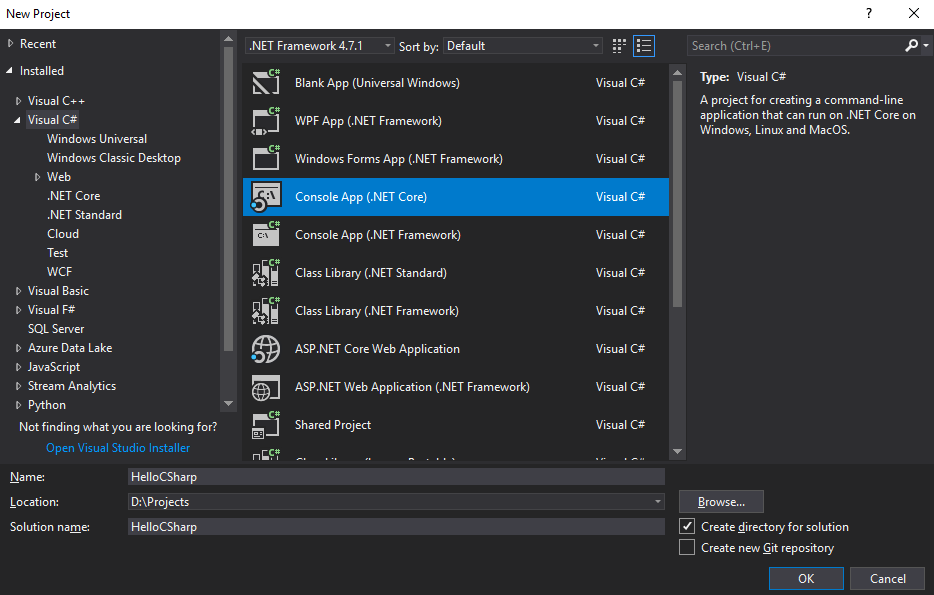 New Project
?
Recent
Installed
Visual C++
Visual C#
Windows Universal
Windows Classic Desktop
Web
.NET Core
.NET Standard
Cloud
Test
WCF
Visual Basic
Visual F#
SQL Server
Azure Data Lake
JavaScript
Stream Analytics
Python
Not finding what you are looking for?
Open Visual Studio Installer
.NET Framework 4.7.1 Sort by: Default
C# Blank App (Universal Windows) Visual C#
C# WPF App (.NET Framework) Visual C#
C# Windows Forms App (.NET Framework) Visual C#
C:\ Console App (.NET Core) Visual C#
C# C:\ Console App (.NET Framework) Visual C#
C# Class Library (.NET Standard) Visual C#
C# Class Library (.NET Framework) Visual C#
ASP.NET Core Web Application Visual C#
ASP.NET Web Application (.NET Framework) Visual C#
C# Shared Project Visual C#
C#
Search (Ctrl+E)
Type: Visual C#
A project for creating a command-line
application that can run on .NET Core on
Windows, Linux and MacOS.
Name: HelloCSharp
Location: D:\Projects
Browse...
Solution name: HelloCSharp
Create directory for solution
Create new Git repository
OK
Cancel